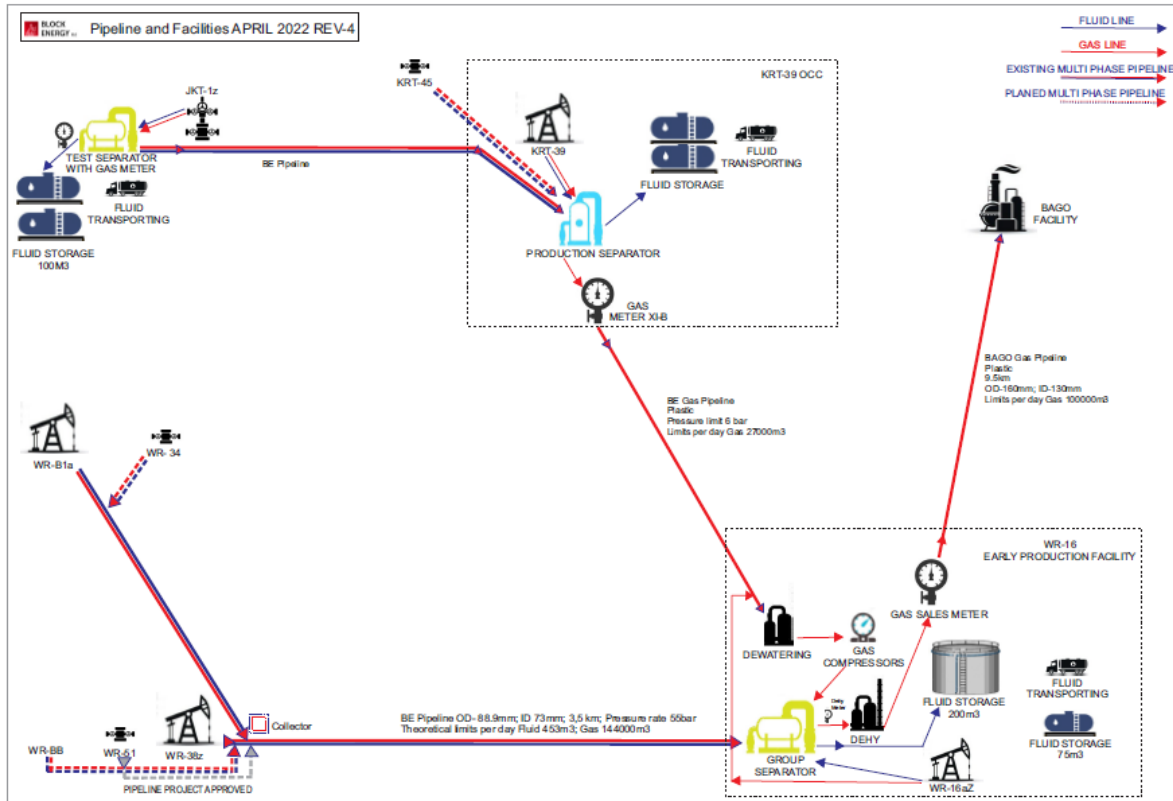 BLOCK
ENERGY PLC
Pipeline and Facilities APRIL 2022 REV-4
FLUID LINE
GAS LINE
EXISTING MULTI PHASE PIPELINE
PLANED MULTI PHASE PIPELINE
KRT-45
KRT-39 OCC
JKT-1z
TEST SEPARATOR
WITH GAS METER
BE Pipeline
KRT-39
FLUID
TRANSPORTING
FLUID STORAGE
FLUID
TRANSPORTING
FLUID STORAGE
100M3
PRODUCTION SEPARATOR
GAS
METER XI-B
BAGO
FACILITY
BAGO Gas Pipeline
Plastic
9.5km
OD-160mm; ID-130mm
Limits per day Gas 100000m3
BE Gas Pipeline
Plastic
Pressure limit 6 bar
Limits per day Gas 27000m3
WR-B1a
WR- 34
WR-16
EARLY PRODUCTION FACILITY
GAS SALES METER
DEWATERING
GAS
COMPRESSORS
Dehy
Meter
DEHY
FLUID STORAGE
200m3
FLUID
TRANSPORTING
FLUID STORAGE
75m3
Collector
BE Pipeline OD- 88.9mm; ID 73mm; 3,5 km; Pressure rate 55bar
Theoretical limits per day Fluid 453m3; Gas 144000m3
WR-BB
WR-51
WR-38z
PIPELINE PROJECT APPROVED
GROUP
SEPARATOR
WR-16aZ